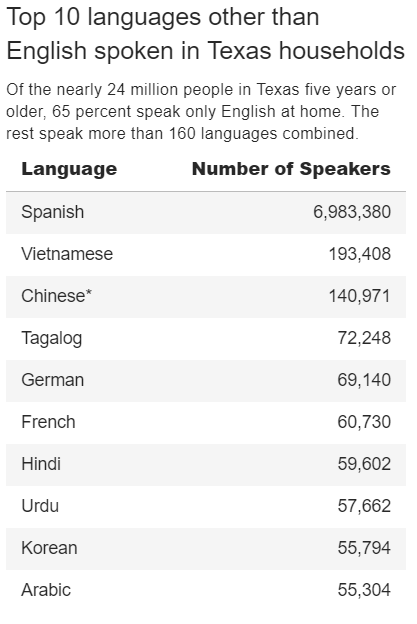 Top 10 languages other than
English spoken in Texas households
Of the nearly 24 million people in Texas five years or
older, 65 percent speak only English at home. The
rest speak more than 160 languages combined.
Language Number of Speakers
Spanish 6,983,380
Vietnamese 193,408
Chinese* 140,971
Tagalog 72,248
German 69,140
French 60,730
Hindi 59,602
Urdu 57,662
Korean 55,794
Arabic 55,304